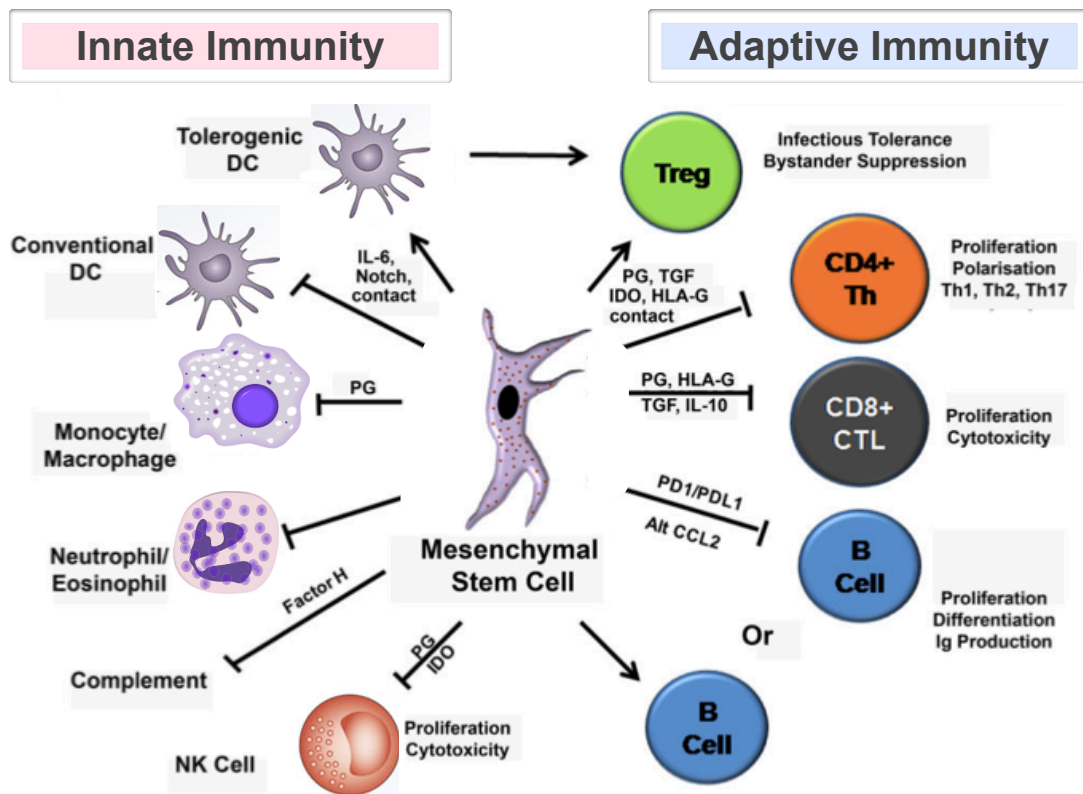 Innate Immunity
Adaptive Immunity
Tolerogenic
DC
Treg
Infectious Tolerance
Bystander Suppression
Conventional
DC
IL-6,
Notch,
contact
PG, TGF
IDO, HLA-G
contact
CD4+
Th
Proliferation
Polarisation
Th1, Th2, Th17
PG
Monocyte/
Macrophage
PG, HLA-G
TGF, IL-10
CD8+
CTL
Proliferation
Cytotoxicity
Neutrophil/
Eosinophil
Mesenchymal
Stem Cell
PD1/PDL1
Alt CCL2
B
Cell
Proliferation
Differentiation
Ig Production
Factor H
Complement
PG
IDO
NK Cell
Proliferation
Cytotoxicity
Or
B
Cell